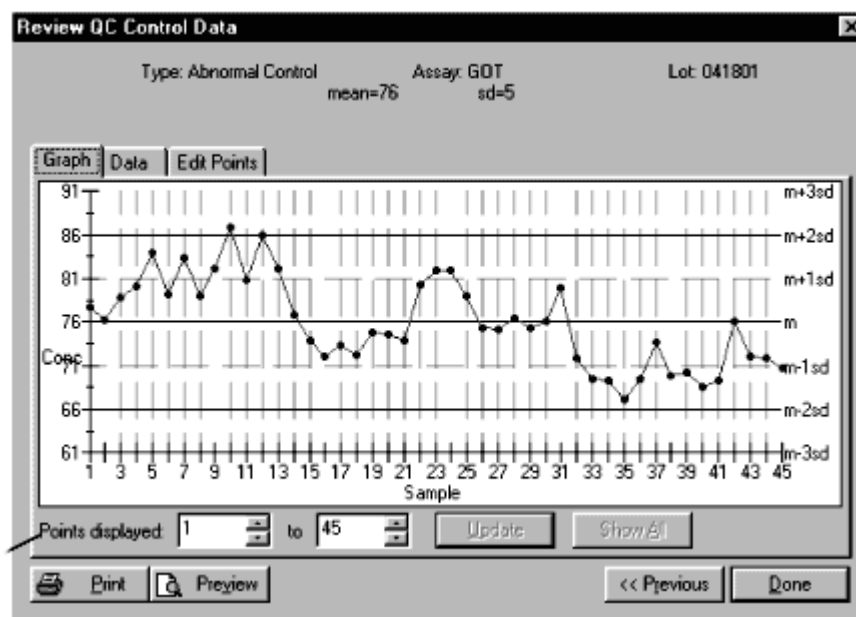 Review QC Control Data
Type: Abnormal Control Assay: GOT Lot: 041801
mean=76 sd=5
Graph Data Edit Points
91 m+3sd
86 m+2sd
81 m+1sd
76 m
Conc
71 m-1sd
66 m-2sd
61 m-3sd
1 3 5 7 9 11 13 15 17 19 21 23 25 27 29 31 33 35 37 39 41 43 45
Sample
Points displayed: 1 to 45 Update Show All
Print Preview << Previous Done